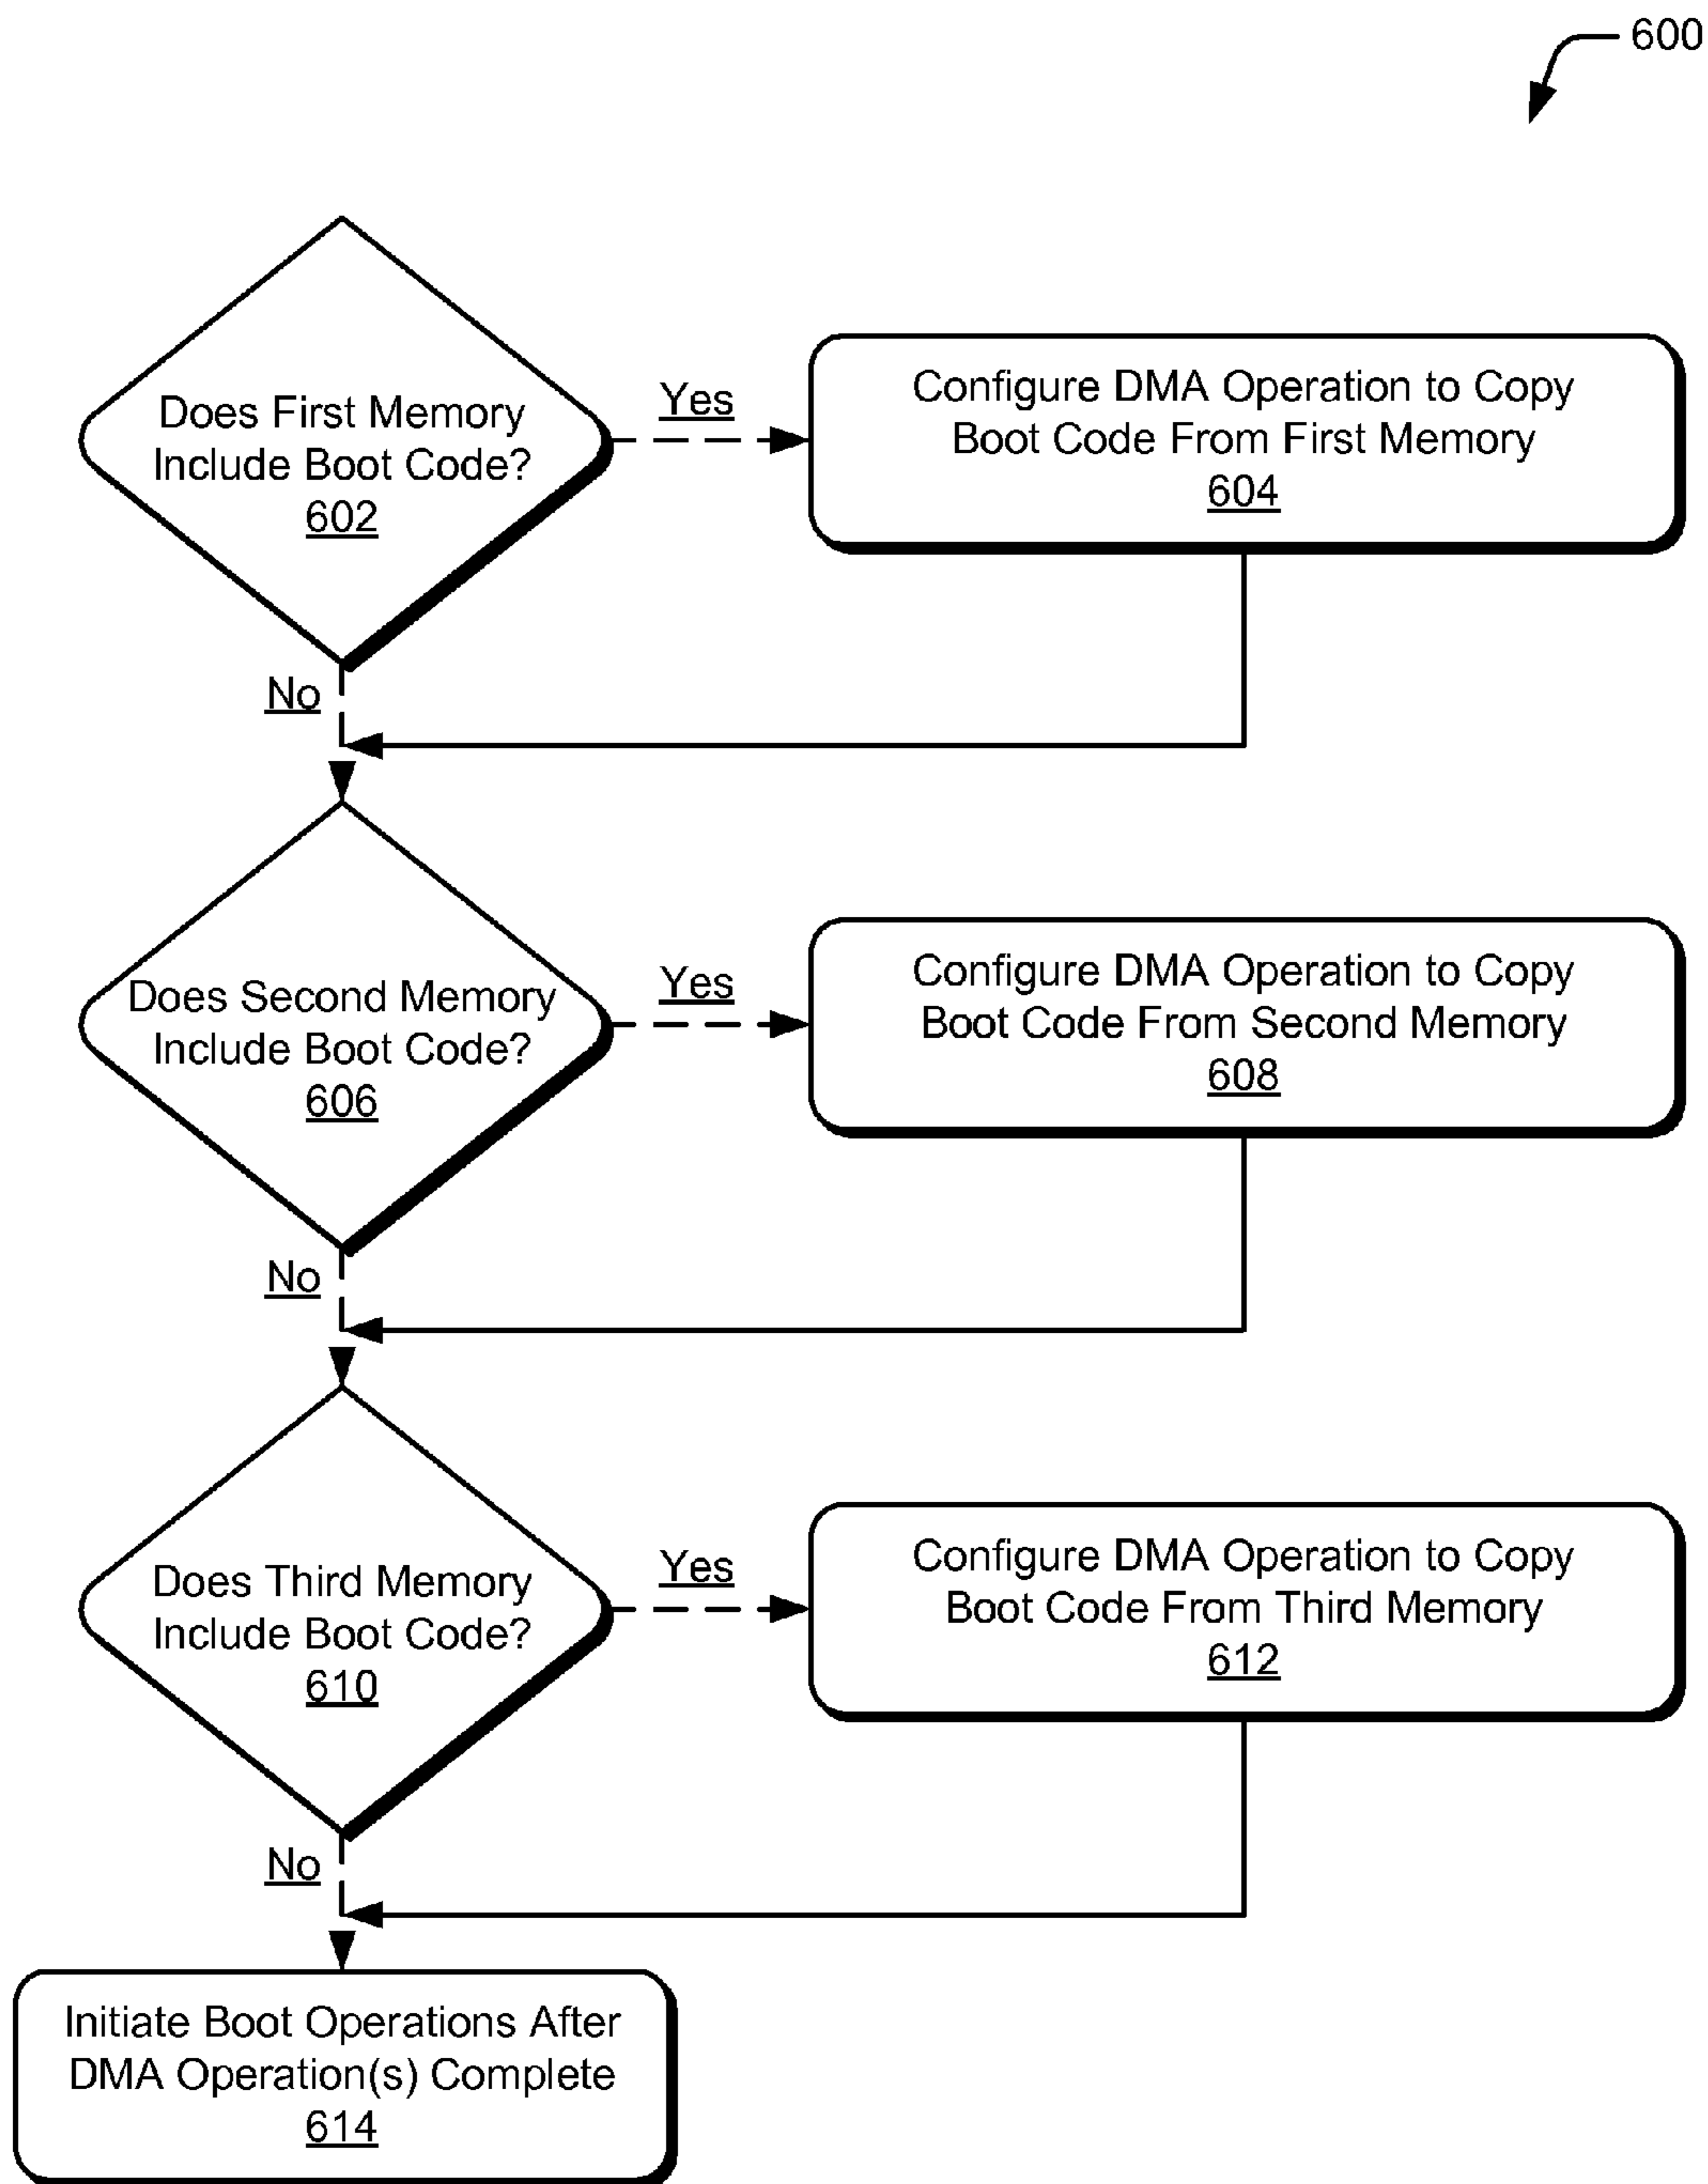 600
Does First Memory
Include Boot Code?
602
Yes
Configure DMA Operation to Copy
Boot Code From First Memory
604
No
Does Second Memory
Include Boot Code?
606
Yes
Configure DMA Operation to Copy
Boot Code From Second Memory
608
No
Does Third Memory
Include Boot Code?
610
Yes
Configure DMA Operation to Copy
Boot Code From Third Memory
612
No
Initiate Boot Operations After
DMA Operation(s) Complete
614